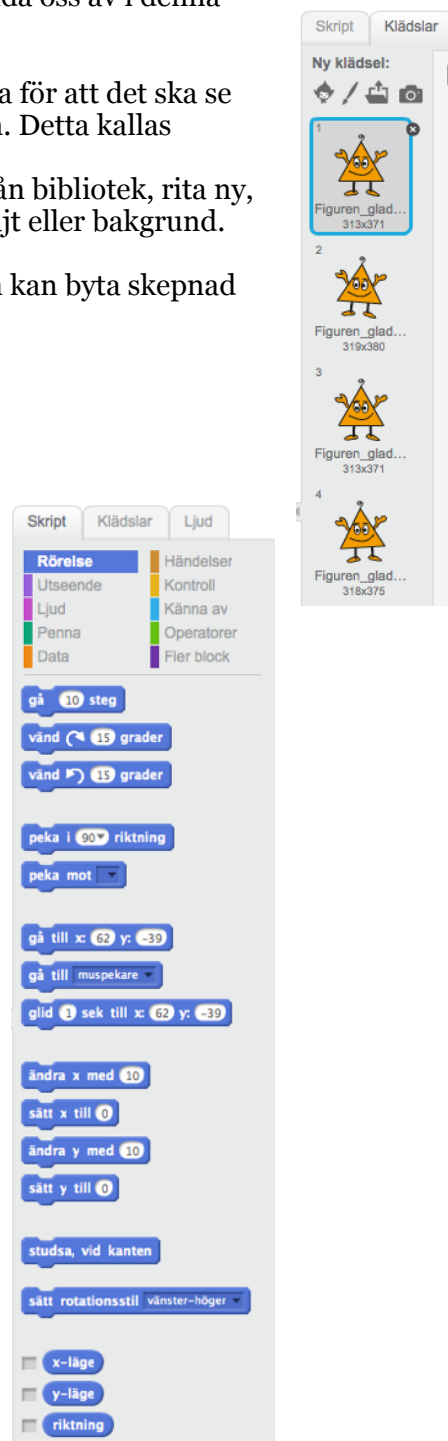 da oss av i denna
a för att det ska se
n. Detta kallas
ån bibliotek, rita ny,
jt eller bakgrund.
n kan byta skepnad
Skript Klädslar
Ny klädsel:
1
Figuren_glad...
313x371
2
Figuren_glad...
319x380
3
Figuren_glad...
313x371
4
Figuren_glad...
318x375
Skript Klädslar Ljud
Rörelse Händelser
Utseende Kontroll
Ljud Känna av
Penna Operatorer
Data Fler block
gå 10 steg
vänd 15 grader
vänd 15 grader
peka i 90 riktning
peka mot
gå till x: 62 y: -39
gå till muspekare
glid 1 sek till x: 62 y: -39
ändra x med 10
sätt x till 0
ändra y med 10
sätt y till 0
studsa, vid kanten
sätt rotationsstil vänster-höger
x-läge
y-läge
riktning